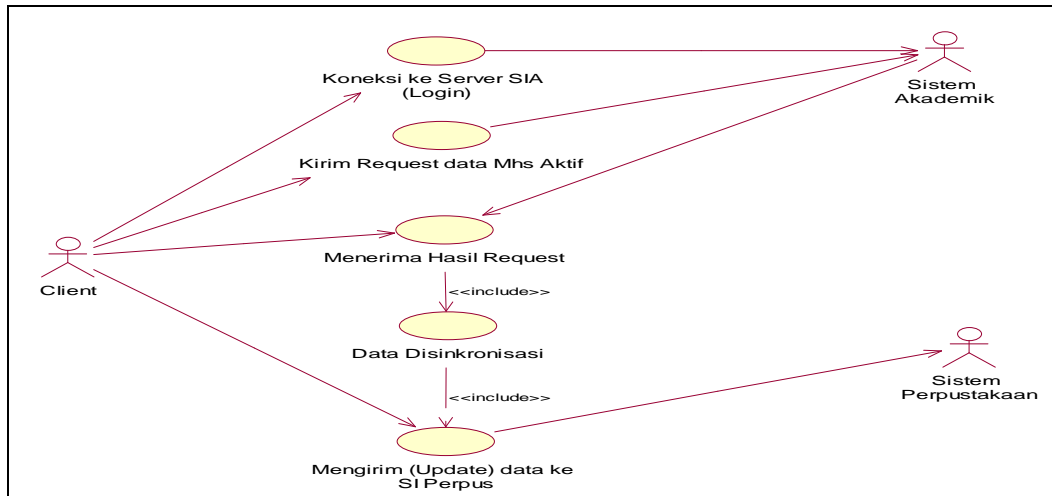 Koneksi ke Server SIA
(Login)
Sistem
Akademik
Kirim Request data Mhs Aktif
Menerima Hasil Request
Client
<<include>>
Data Disinkronisasi
Sistem
Perpustakaan
<<include>>
Mengirim (Update) data ke
SI Perpus